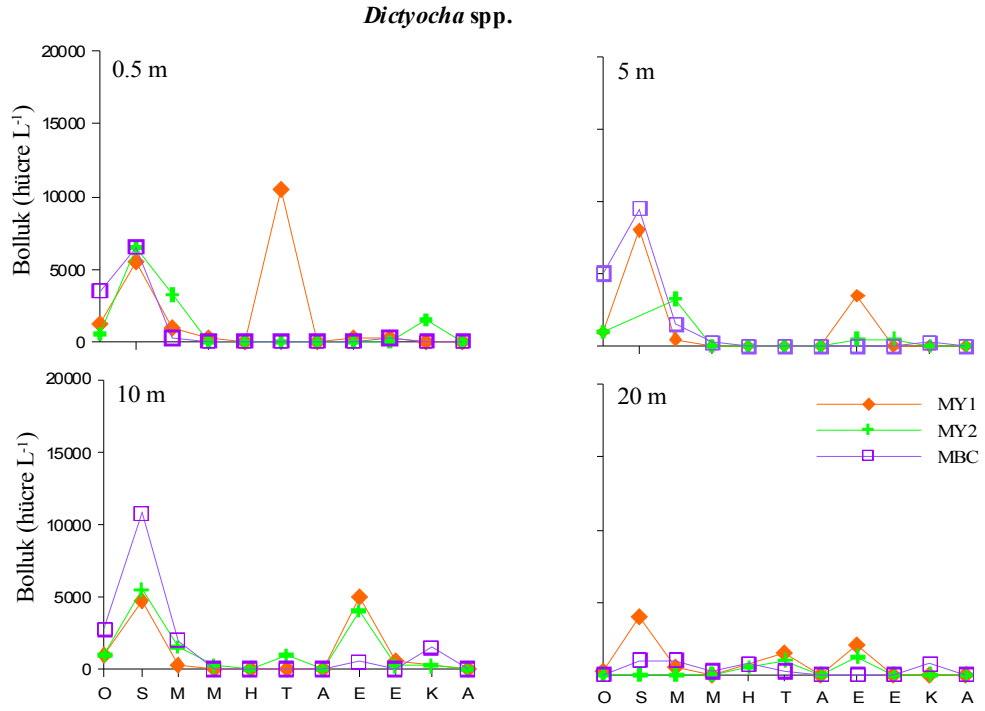 Dictyocha spp.
20000
15000
10000
5000
0
Bolluk (hücre L-1)
0.5 m
5 m
20000
15000
10000
5000
0
Bolluk (hücre L-1)
10 m
O S M M H T A E E K A
20 m
MY1
MY2
MBC
O S M M H T A E E K A